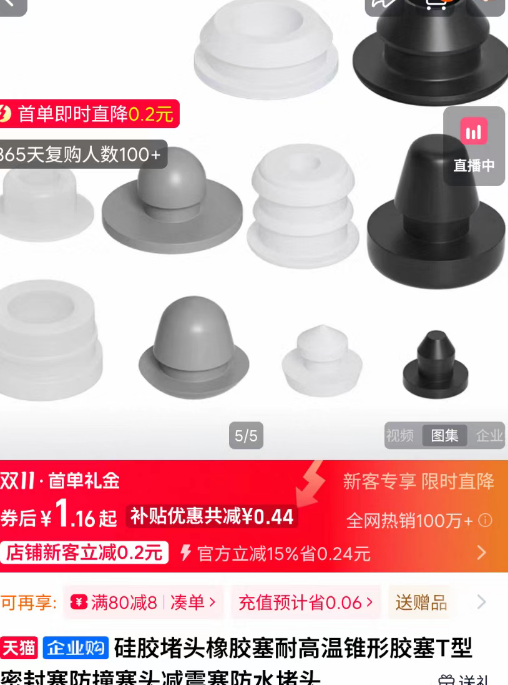 首单即时直降0.2元
365天复购人数100+
直播中
5/5
视频 图集 企业
双11·首单礼金
新客专享 限时直降
券后¥1.16起 补贴优惠共减¥0.44
全网热销100万+
店铺新客立减0.2元 官方立减15%省0.24元
可再享: 满80减8 凑单> 充值预计省0.06> 送赠品
天猫 企业购 硅胶堵头橡胶塞耐高温锥形胶塞T型
密封塞防撞塞头减震塞防水堵头
送礼